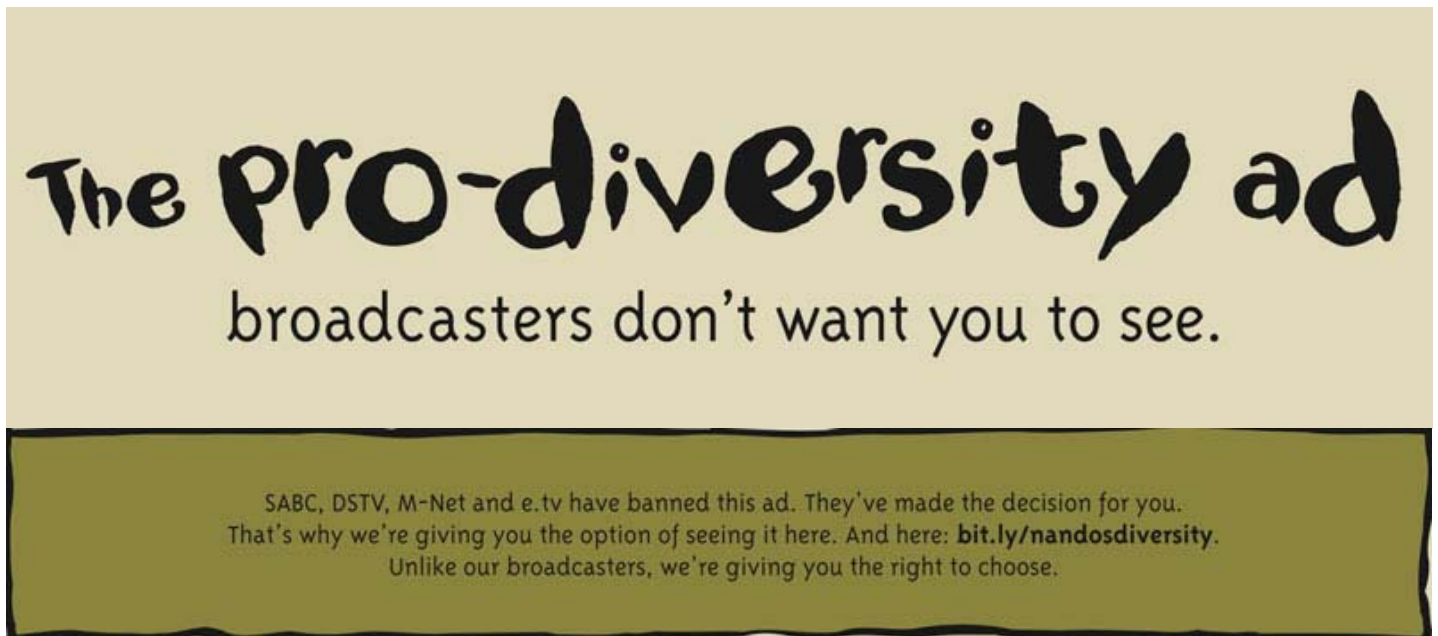 The pro-diversity ad
broadcasters don't want you to see.
SABC, DSTV, M-Net and e.tv have banned this ad. They've made the decision for you.
That's why we're giving you the option of seeing it here. And here: bit.ly/nandosdiversity.
Unlike our broadcasters, we're giving you the right to choose.